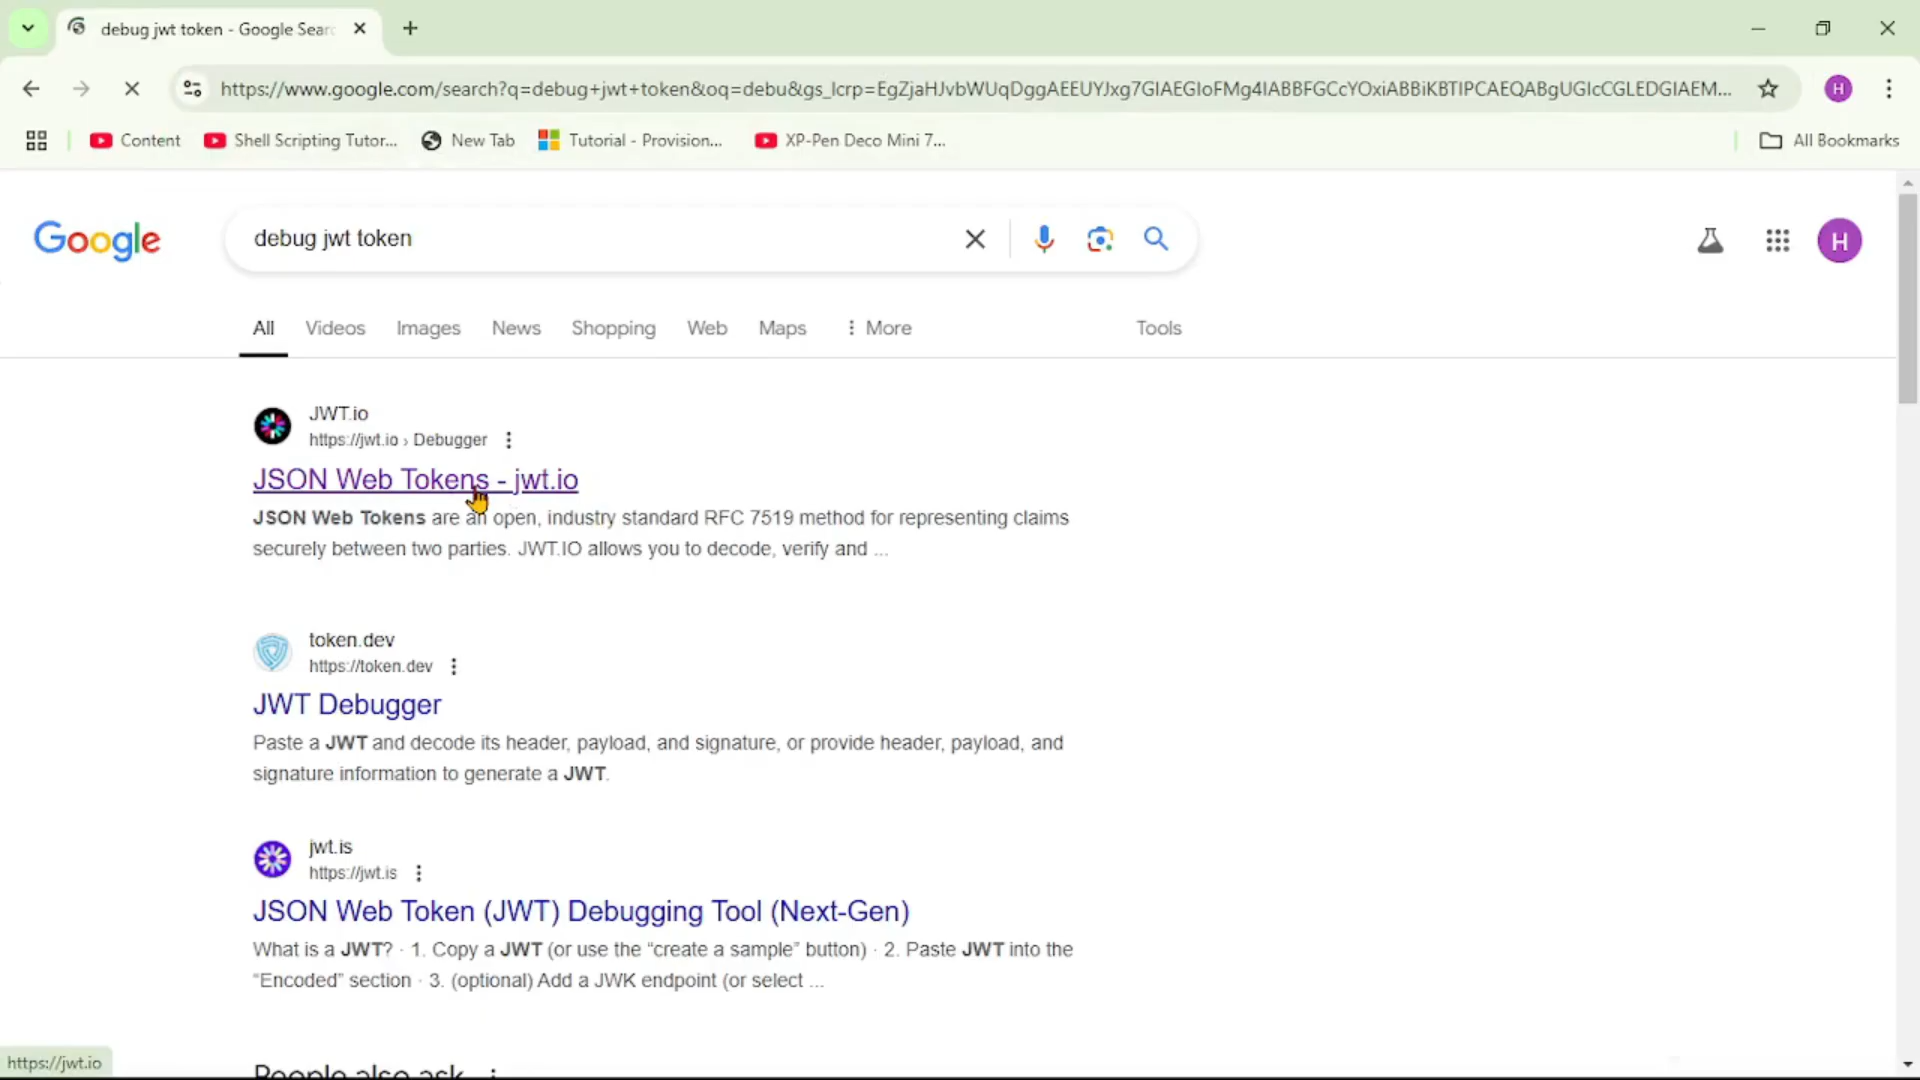 debug jwt token - Google Sear
https://www.google.com/search?q=debug+jwt+token&oq=debu&gs_lcrp=EgZjaHJvbWUqDggAEEUYJxg7GIAEGIoFMg4IABBFGCcYOxiABBiKBTIPCAEQABgUGIcCGLEDGIAEM...
H
Content
Shell Scripting Tutor...
New Tab
Tutorial - Provision...
XP-Pen Deco Mini 7...
All Bookmarks
Google
debug jwt token
H
All
Videos
Images
News
Shopping
Web
Maps
More
Tools
JWT.io
https://jwt.io › Debugger
JSON Web Tokens - jwt.io
JSON Web Tokens are an open, industry standard RFC 7519 method for representing claims
securely between two parties. JWT.IO allows you to decode, verify and ...
token.dev
https://token.dev
JWT Debugger
Paste a JWT and decode its header, payload, and signature, or provide header, payload, and
signature information to generate a JWT.
jwt.is
https://jwt.is
JSON Web Token (JWT) Debugging Tool (Next-Gen)
What is a JWT? · 1. Copy a JWT (or use the “create a sample” button) · 2. Paste JWT into the
“Encoded” section · 3. (optional) Add a JWK endpoint (or select ...
People also ask
https://jwt.io